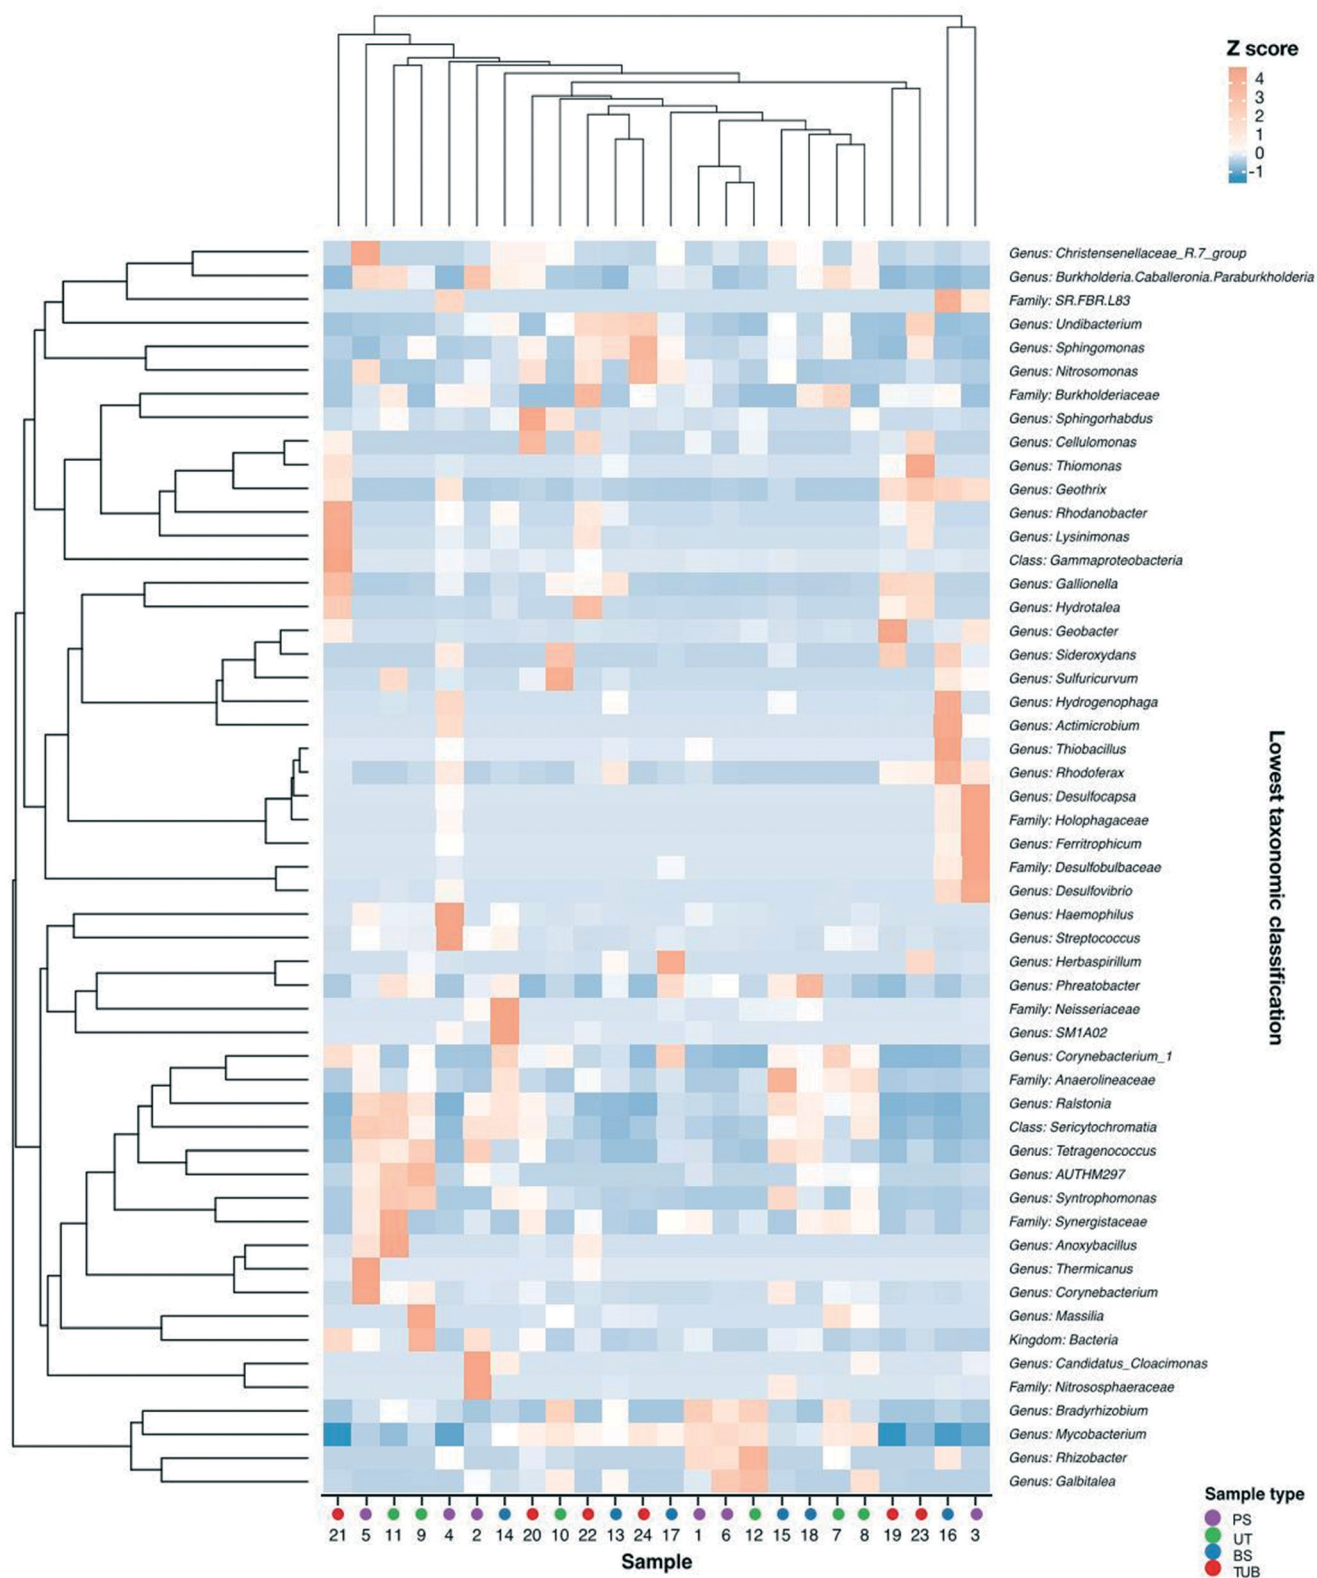 Z score
4
3
2
1
0
-1
Genus: Christensenellaceae_R.7_group
Genus: Burkholderia.Caballeronia.Paraburkholderia
Family: SR.FBR.L83
Genus: Undibacterium
Genus: Sphingomonas
Genus: Nitrosomonas
Family: Burkholderiaceae
Genus: Sphingorhabdus
Genus: Cellulomonas
Genus: Thiomonas
Genus: Geothrix
Genus: Rhodanobacter
Genus: Lysinimonas
Class: Gammaproteobacteria
Genus: Gallionella
Genus: Hydrotalea
Genus: Geobacter
Genus: Sideroxydans
Genus: Sulfuricurvum
Genus: Hydrogenophaga
Genus: Actimicrobium
Genus: Thiobacillus
Genus: Rhodoferax
Genus: Desulfocapsa
Family: Holophagaceae
Genus: Ferritrophicum
Family: Desulfobulbaceae
Genus: Desulfovibrio
Genus: Haemophilus
Genus: Streptococcus
Genus: Herbaspirillum
Genus: Phreatobacter
Family: Neisseriaceae
Genus: SM1A02
Genus: Corynebacterium_1
Family: Anaerolineaceae
Genus: Ralstonia
Class: Sericytochromatia
Genus: Tetragenococcus
Genus: AUTHM297
Genus: Syntrophomonas
Family: Synergistaceae
Genus: Anoxybacillus
Genus: Thermicanus
Genus: Corynebacterium
Genus: Massilia
Kingdom: Bacteria
Genus: Candidatus_Cloacimonas
Family: Nitrososphaeraceae
Genus: Bradyrhizobium
Genus: Mycobacterium
Genus: Rhizobacter
Genus: Galbitalea
Lowest taxonomic classification
21 5 11 9 4 2 14 20 10 22 13 24 17 1 6 12 15 18 7 8 19 23 16 3
Sample
Sample type
PS
UT
BS
TUB